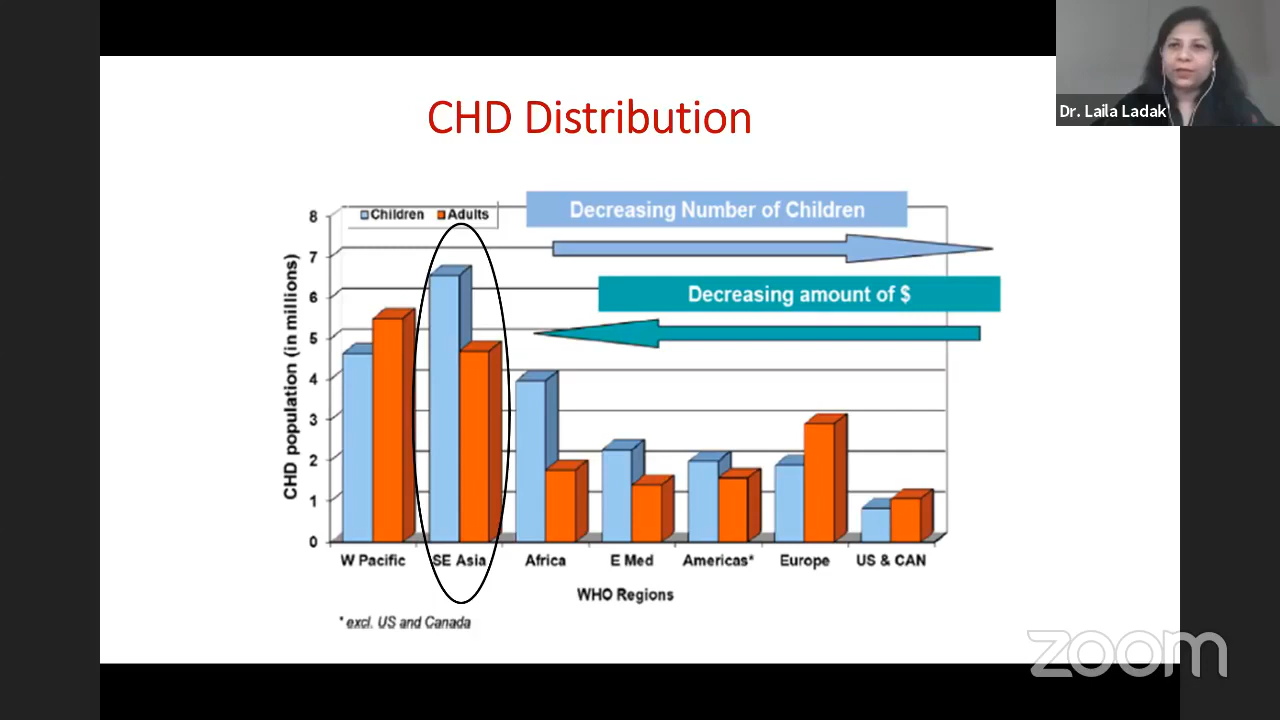 Dr. Laila Ladak
CHD Distribution
Children Adults
Decreasing Number of Children
Decreasing amount of $
CHD population (in millions)
8
7
6
5
4
3
2
1
0
W Pacific SE Asia Africa E Med Americas* Europe US & CAN
WHO Regions
* excl. US and Canada
zoom